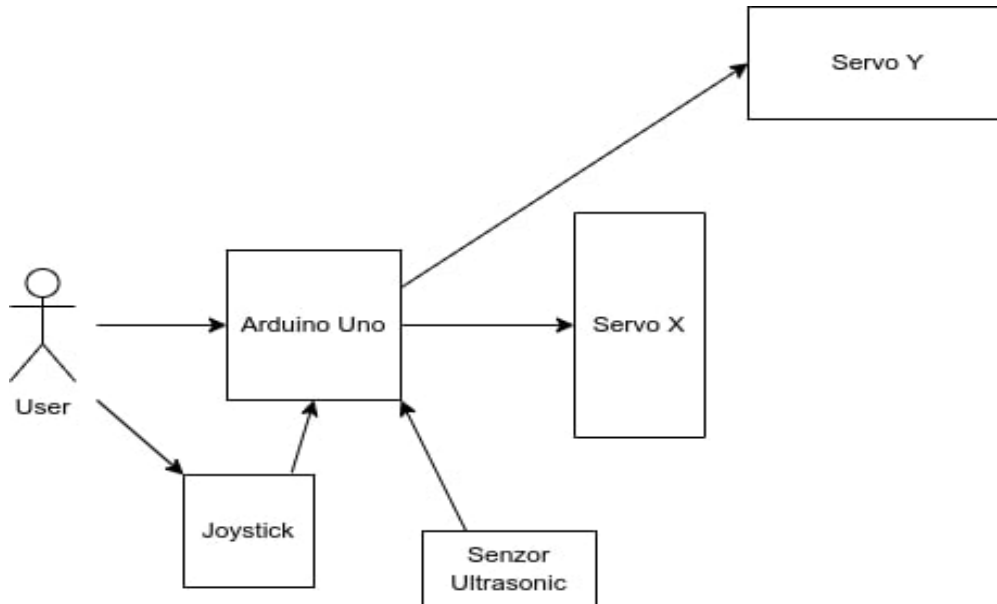 Servo Y
Arduino Uno
Servo X
User
Joystick
Senzor
Ultrasonic